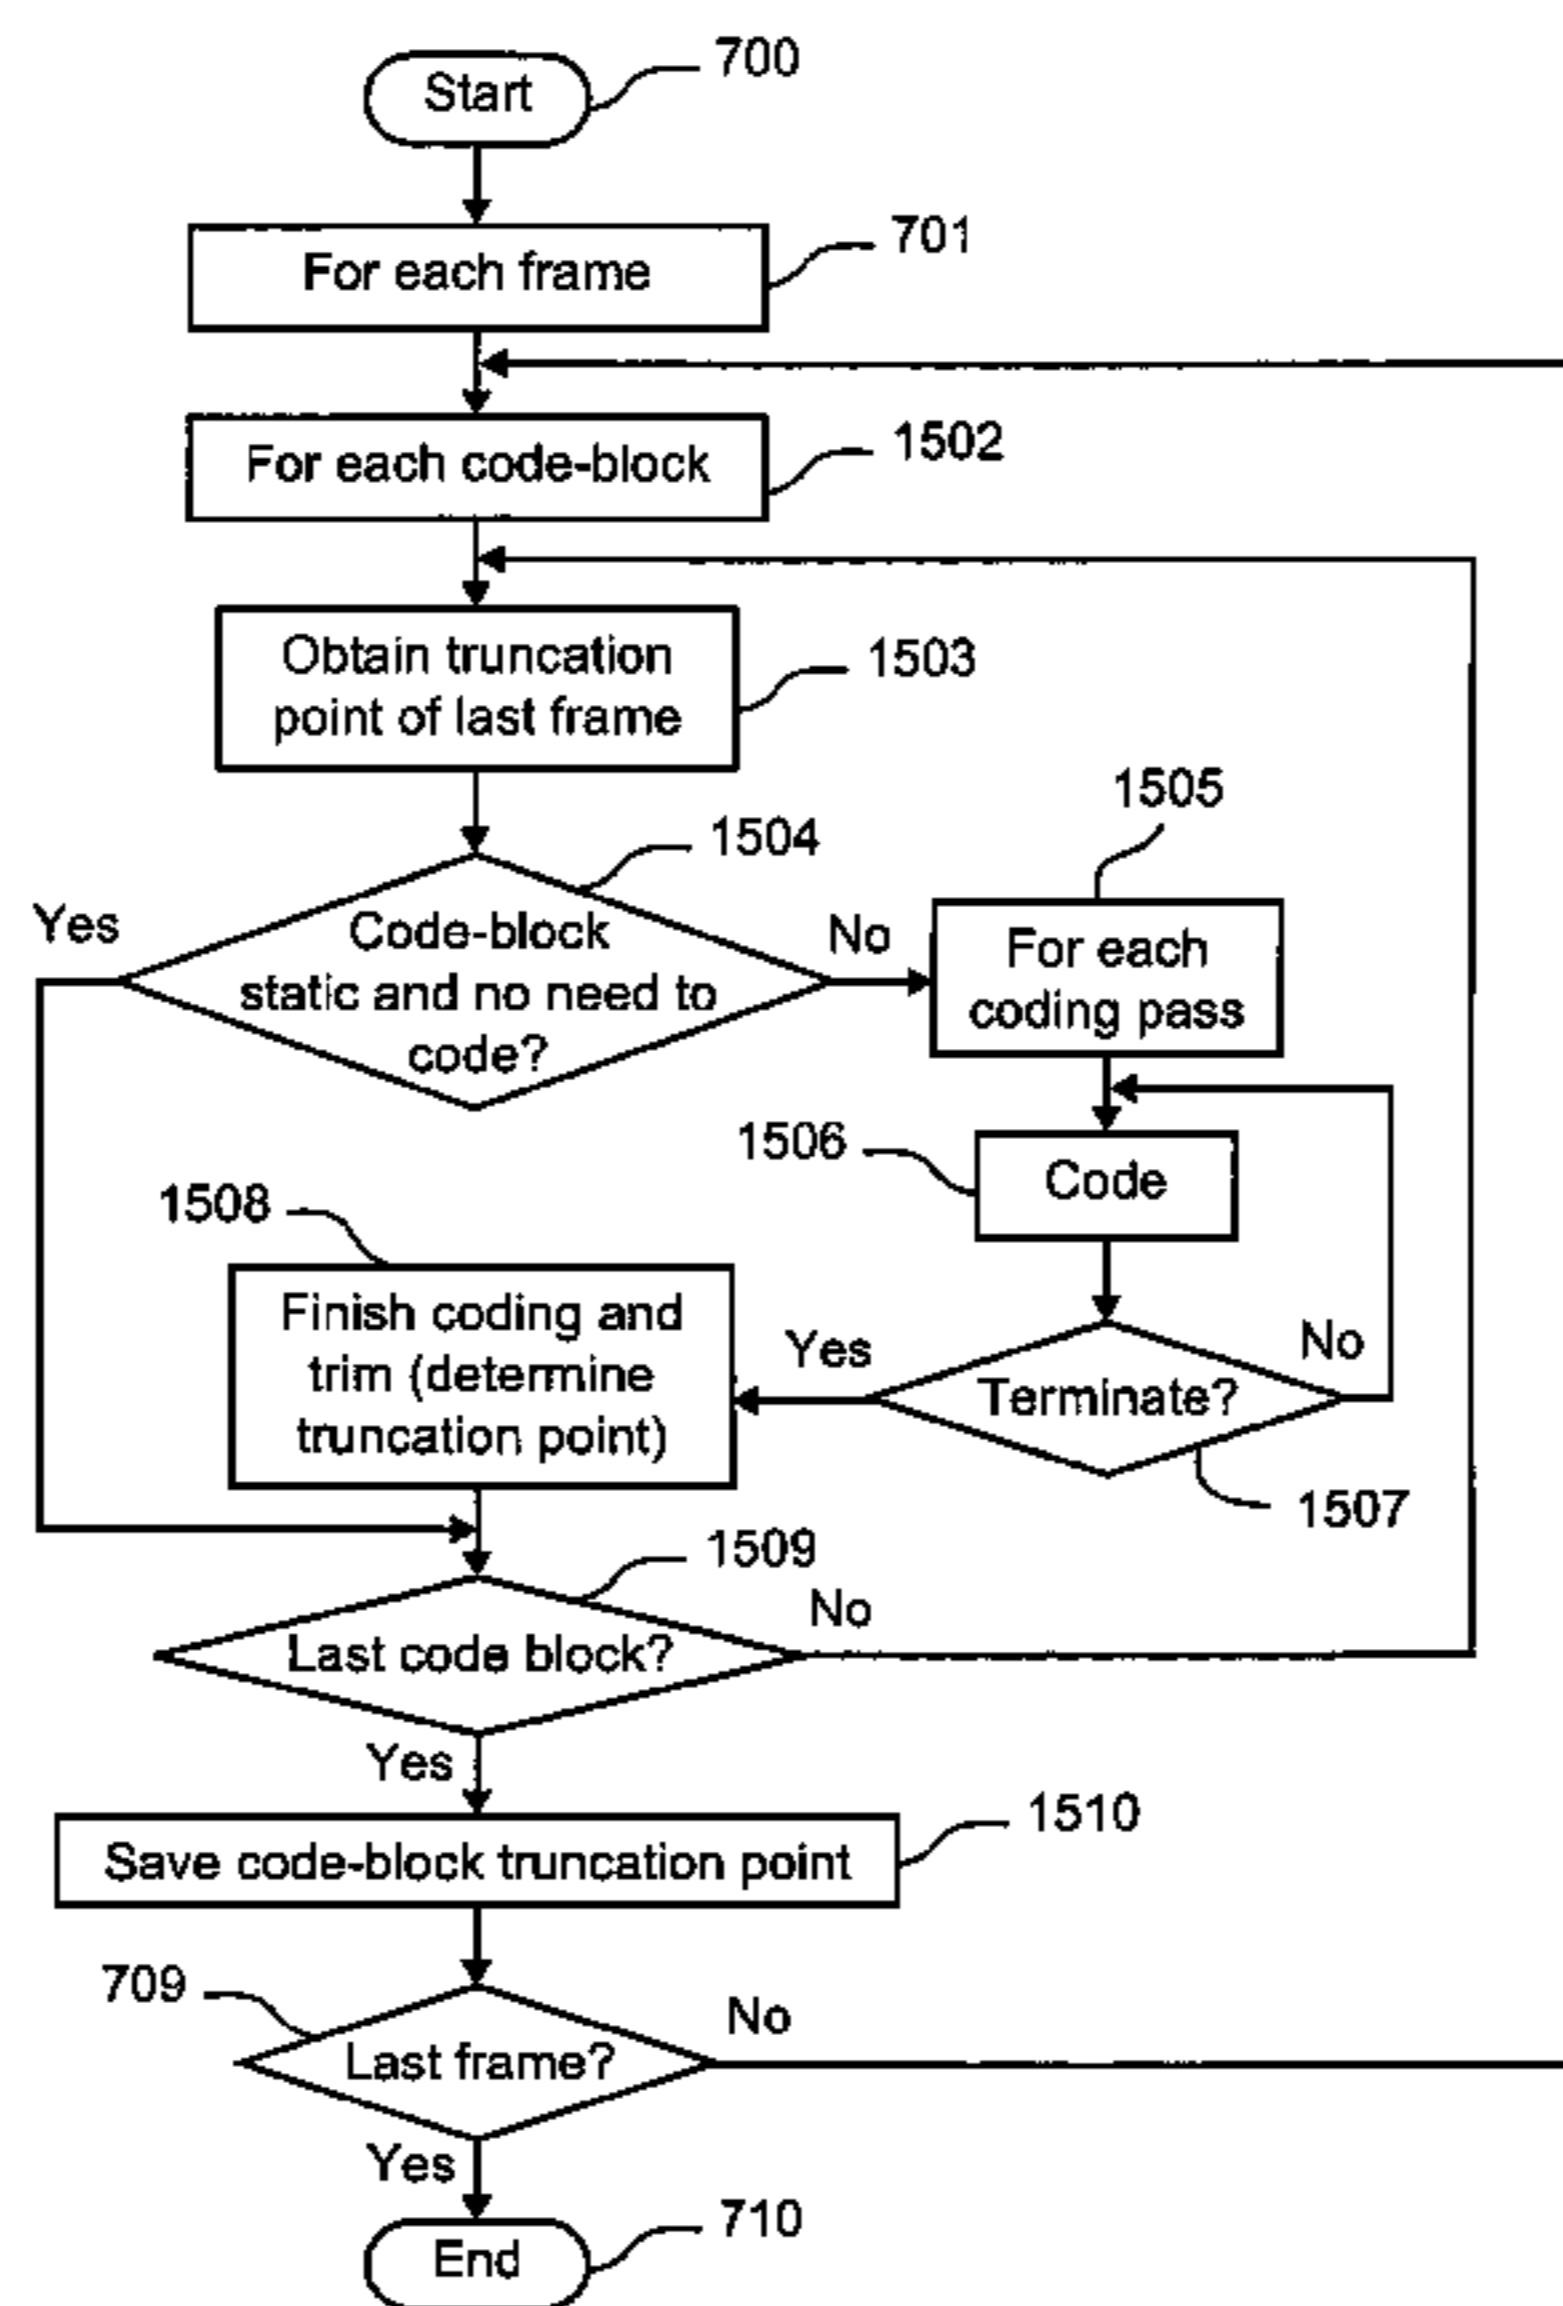 Start
700
For each frame
701
For each code-block
1502
Obtain truncation
point of last frame
1503
1504
Yes
Code-block
static and no need to
code?
No
1505
For each
coding pass
1506
Code
1508
Finish coding and
trim (determine
truncation point)
Yes
Terminate?
No
1507
1509
Last code block?
No
Yes
Save code-block truncation point
1510
709
Last frame?
No
Yes
End
710